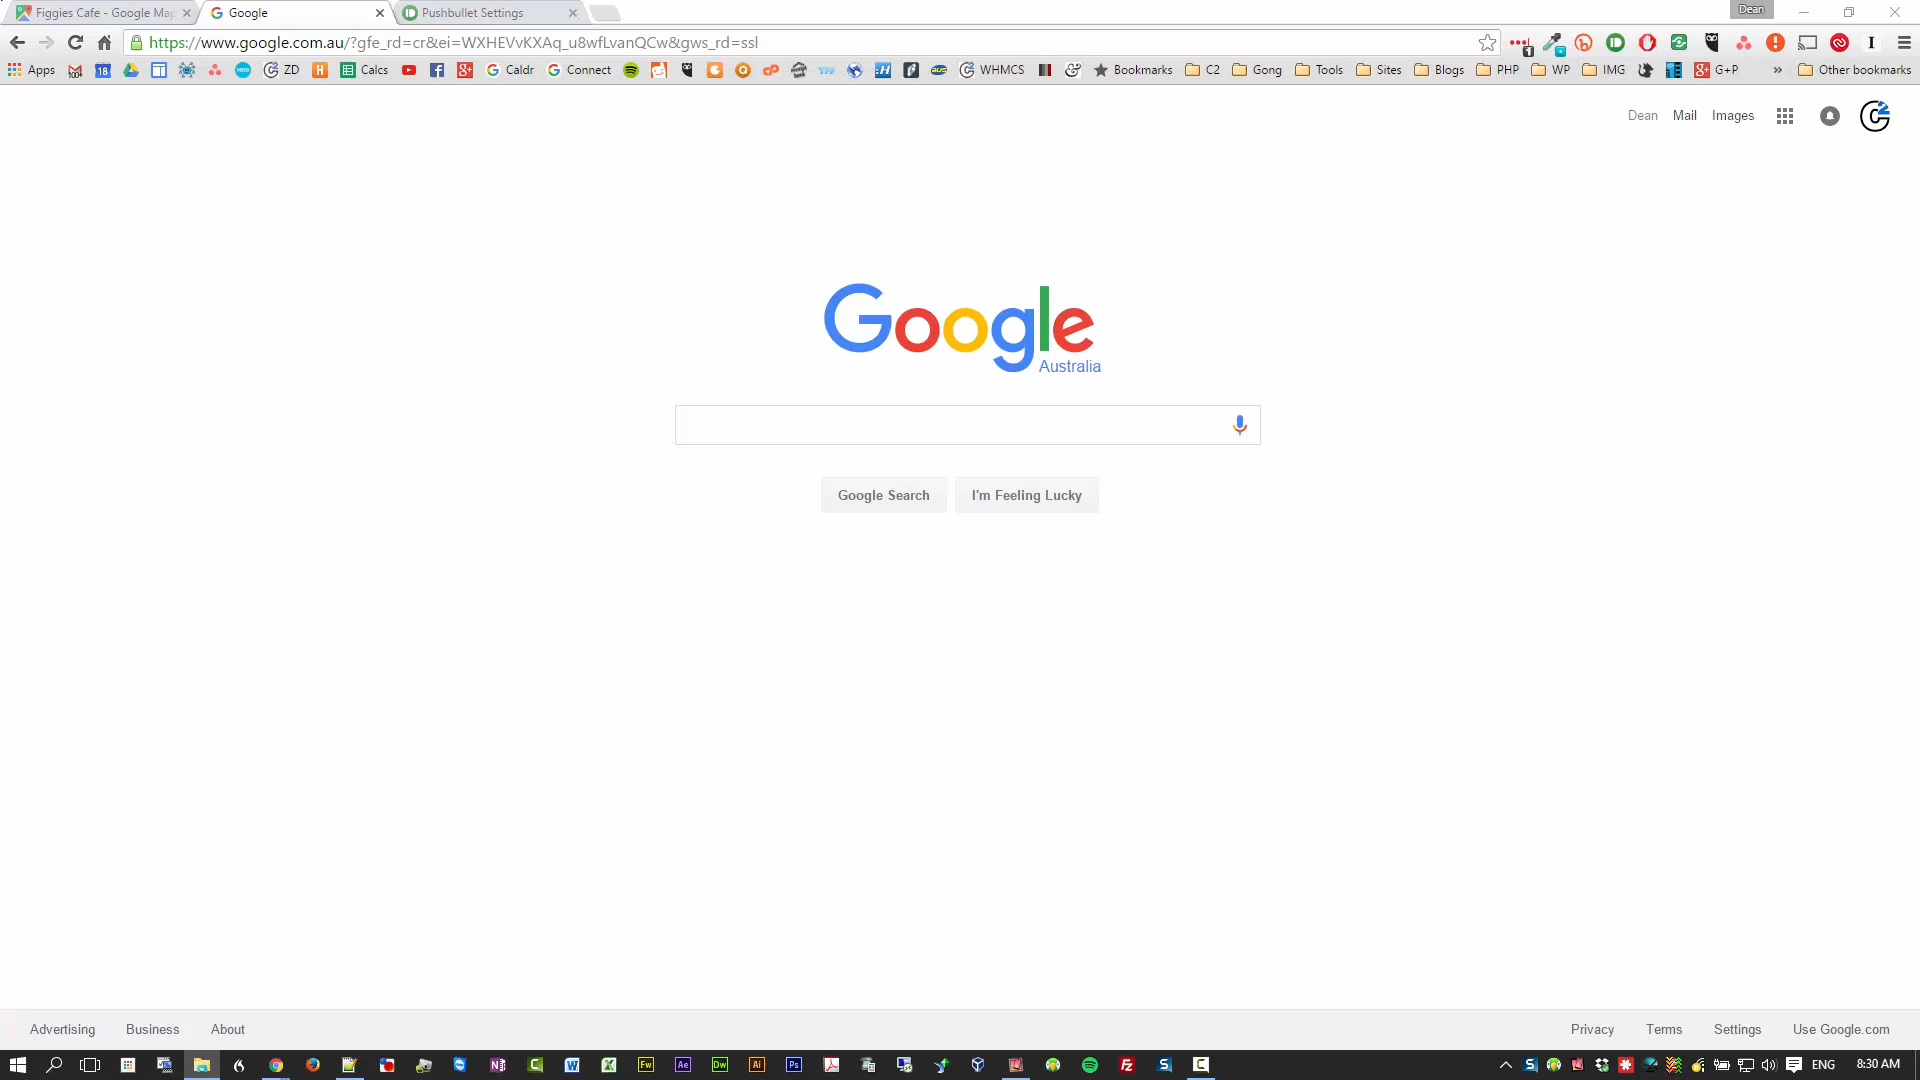 Figgies Cafe - Google Ma
Google
Pushbullet Settings
Dean
https://www.google.com.au/?gfe_rd=cr&ei=WXHEVvKXAq_u8wfLvanQCw&gws_rd=ssl
Apps
ZD
Calcs
Caldr
Connect
WHMCS
Bookmarks
C2
Gong
Tools
Sites
Blogs
PHP
WP
IMG
G+P
Other bookmarks
Dean Mail Images
Google
Australia
Google Search
I'm Feeling Lucky
Advertising Business About
Privacy Terms Settings Use Google.com
ENG
8:30 AM